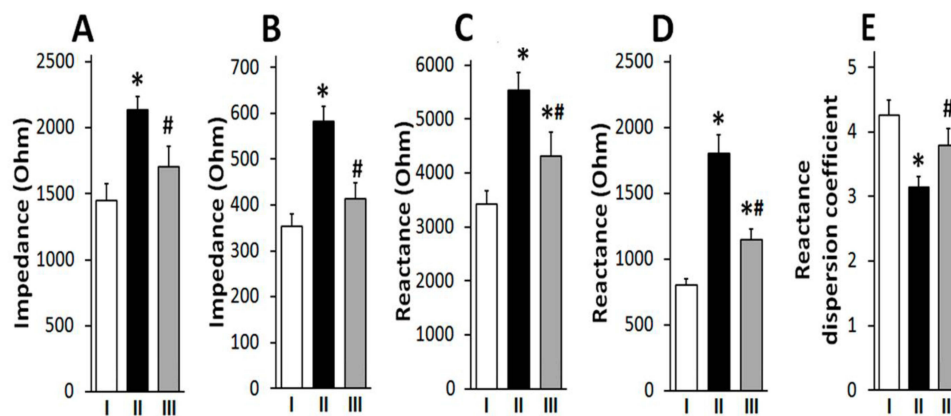 A
B
C
D
E
Impedance (Ohm)
2500
2000
1500
1000
500
0
*
#
I II III
Impedance (Ohm)
700
600
500
400
300
200
100
0
*
#
I II III
Reactance (Ohm)
6000
5000
4000
3000
2000
1000
0
*
*#
I II III
Reactance (Ohm)
2500
2000
1500
1000
500
0
*
*#
I II III
Reactance
dispersion coefficient
5
4
3
2
1
0
*
#
I II II